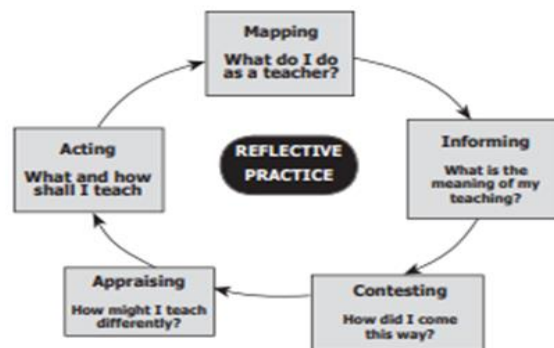 Mapping
What do I do
as a teacher?
Informing
What is the
meaning of my
teaching?
Contesting
How did I come
this way?
Appraising
How might I teach
differently?
Acting
What and how
shall I teach
REFLECTIVE
PRACTICE